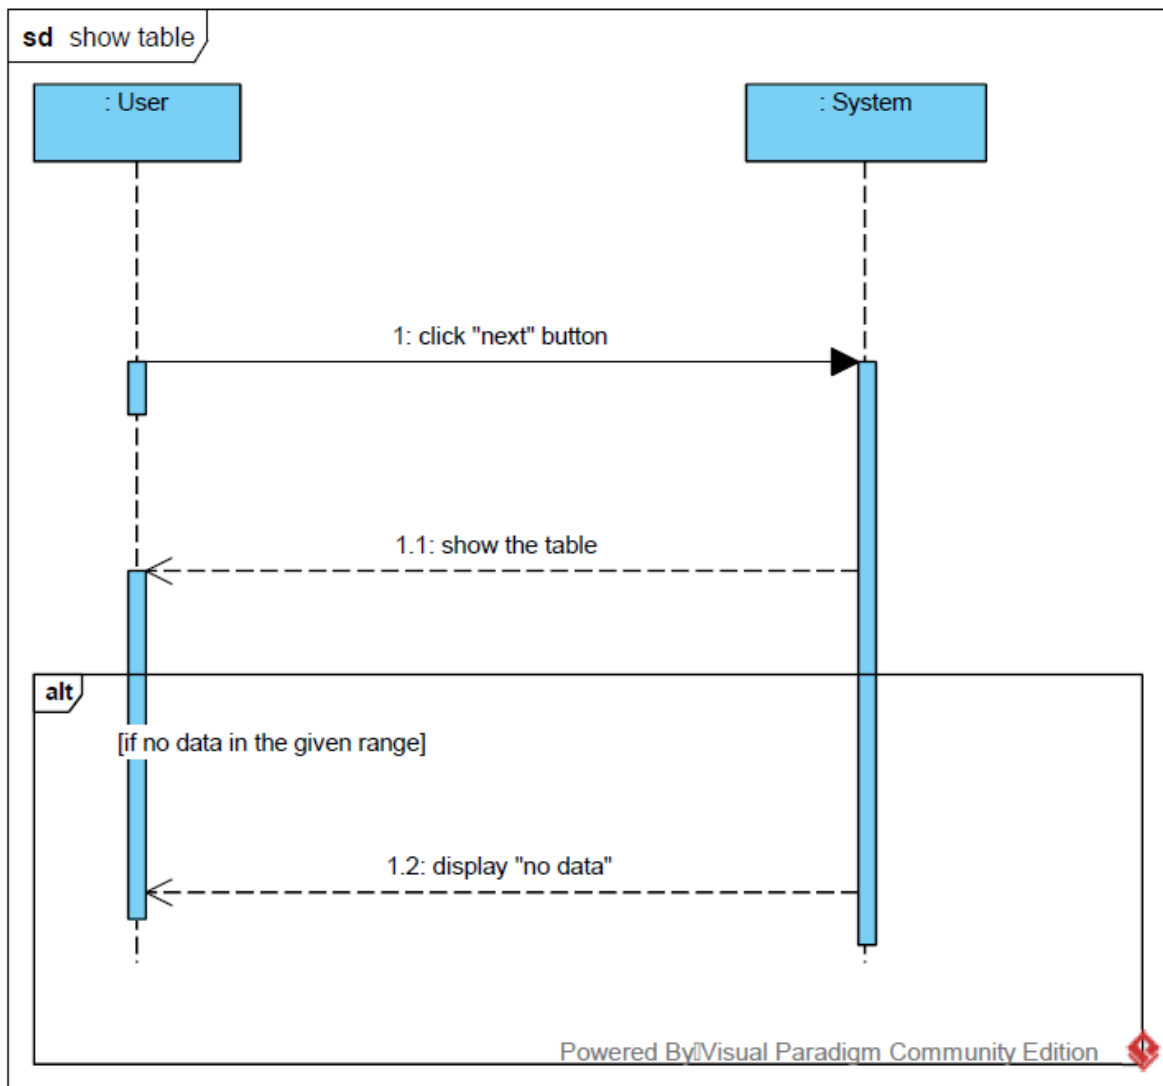 sd show table
: User
: System
1: click "next" button
1.1: show the table
alt
[if no data in the given range]
1.2: display "no data"
Powered By Visual Paradigm Community Edition